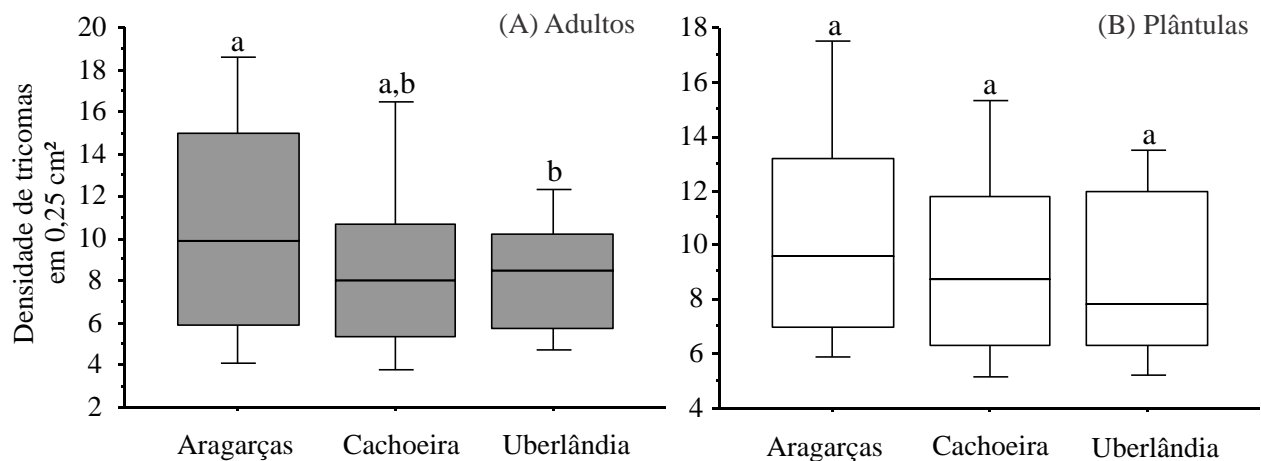 (A) Adultos
Densidade de tricomas
em 0,25 cm²
20
18
16
14
12
10
8
6
4
2
a
a,b
b
Aragarças
Cachoeira
Uberlândia
(B) Plântulas
18
16
14
12
10
8
6
4
a
a
a
Aragarças
Cachoeira
Uberlândia